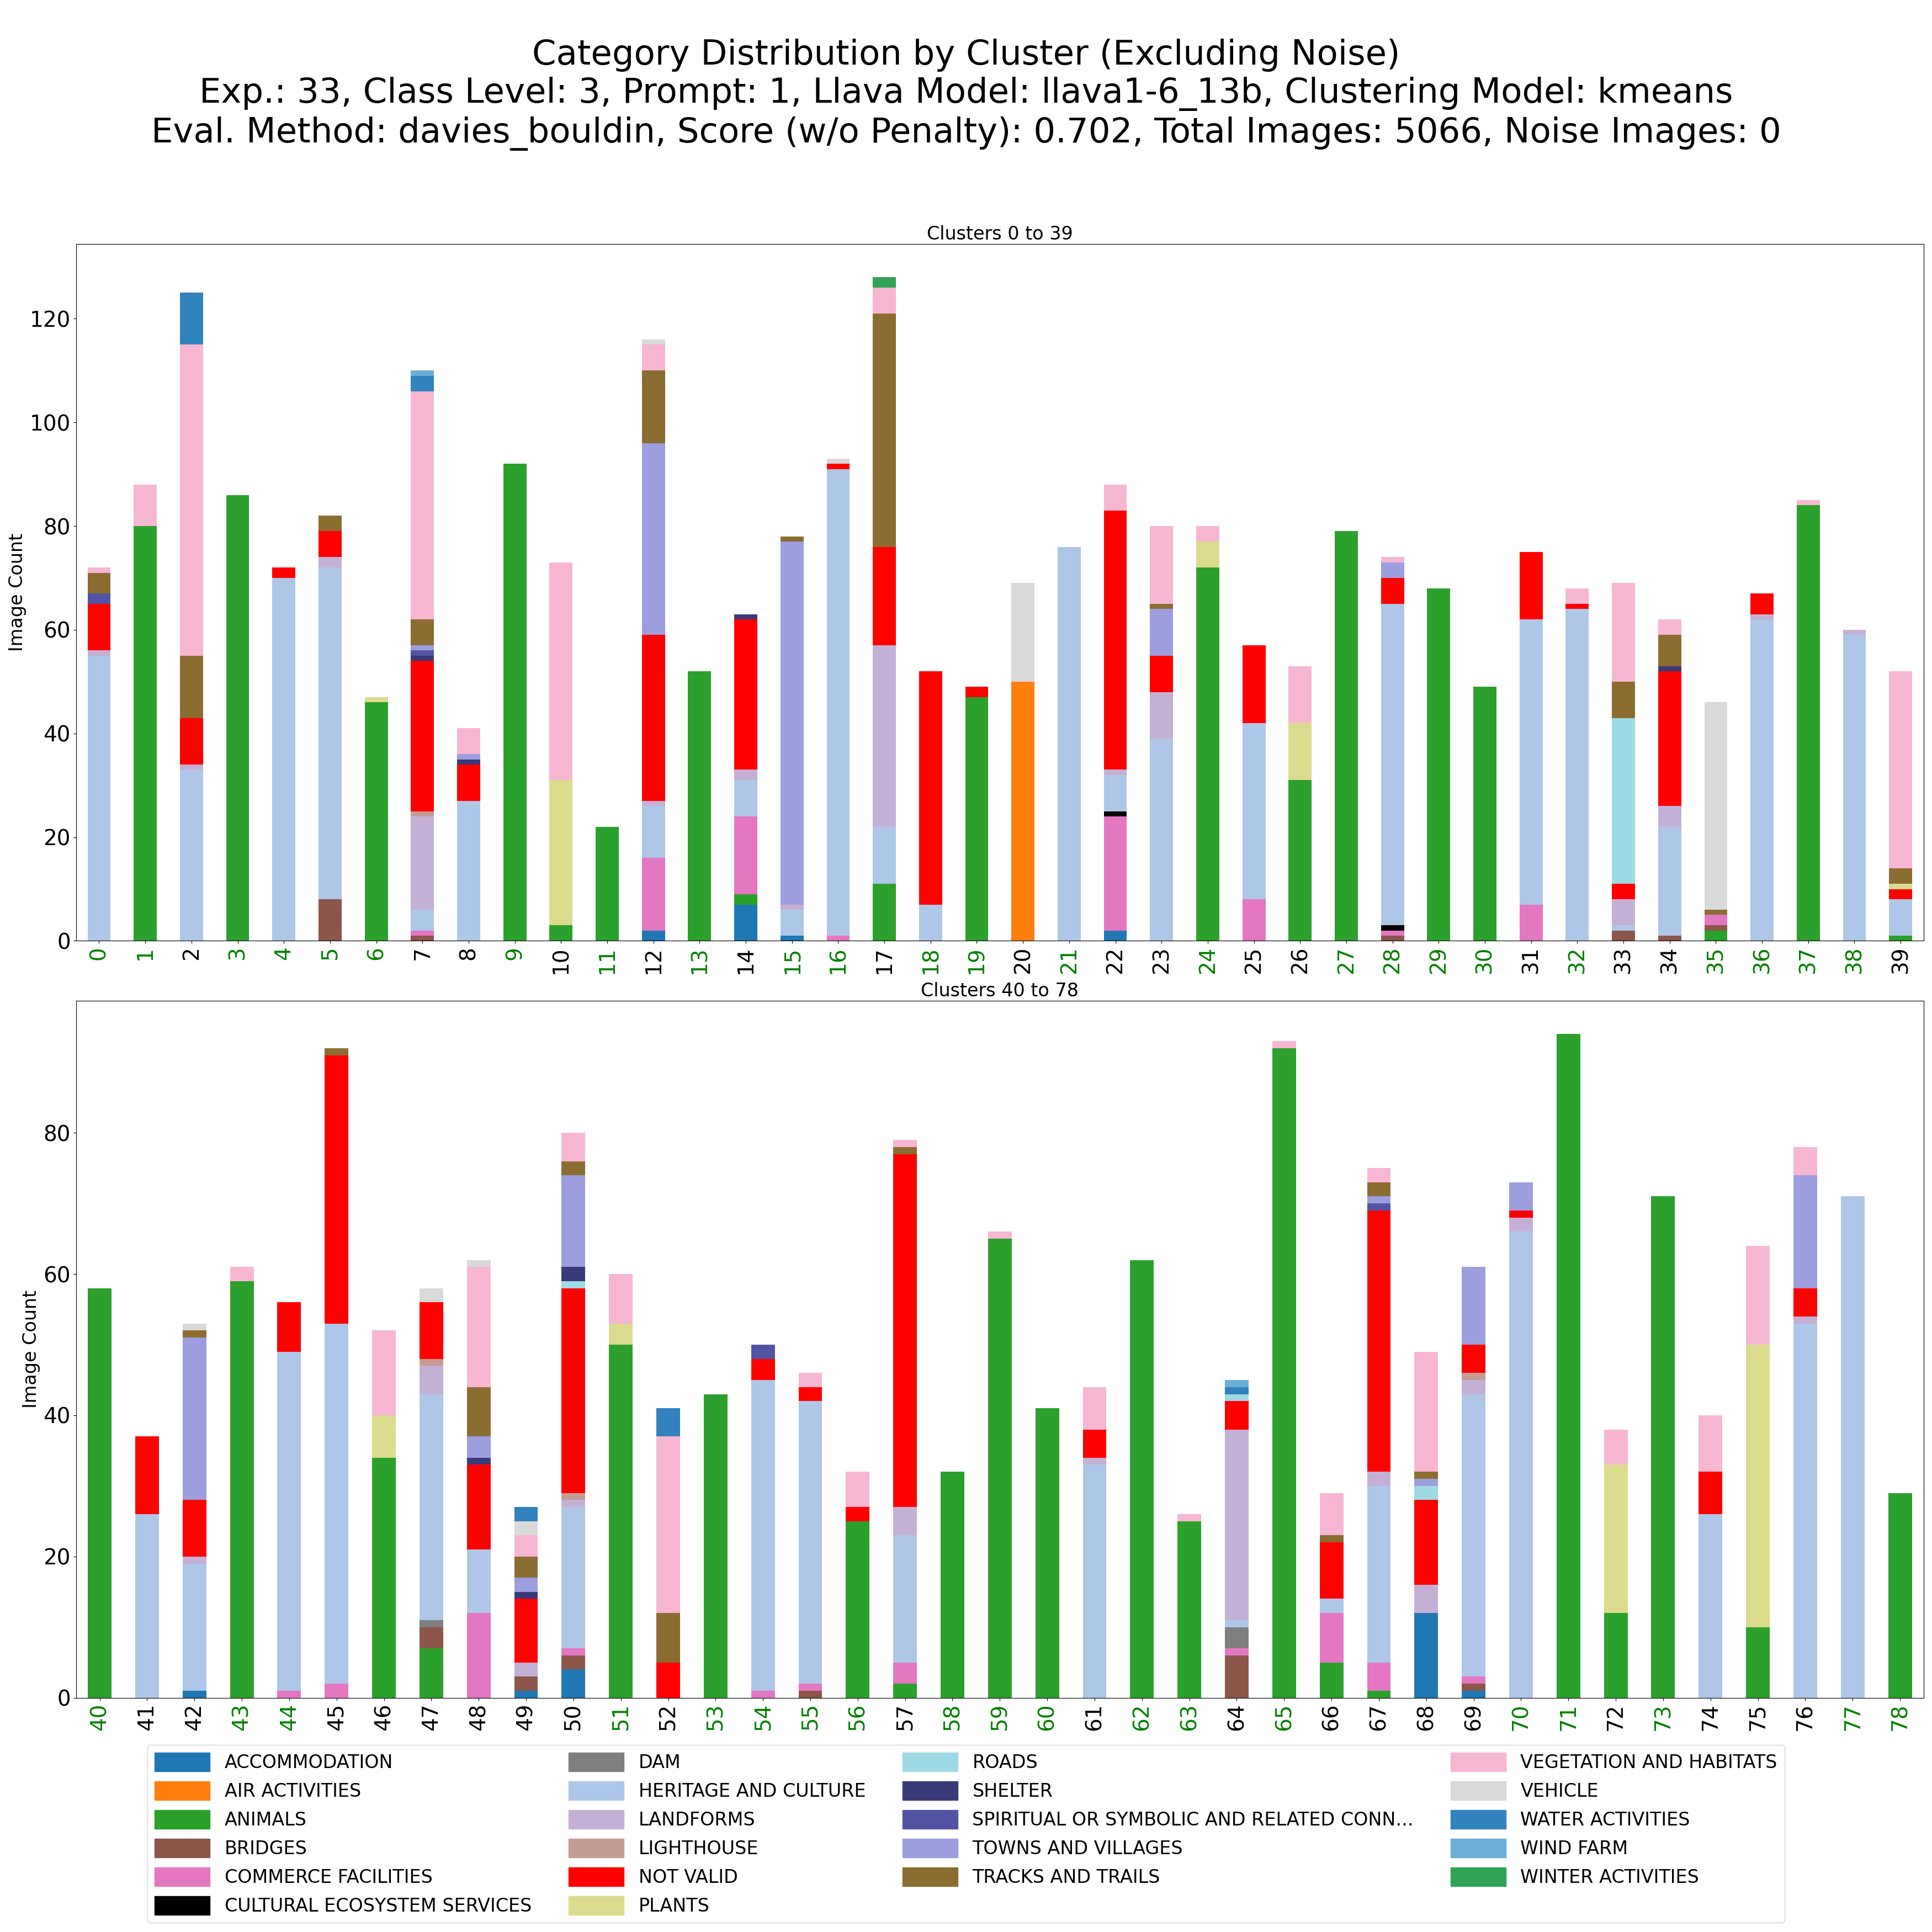 Category Distribution by Cluster (Excluding Noise)
Exp.: 33, Class Level: 3, Prompt: 1, Llava Model: llava1-6_13b, Clustering Model: kmeans
Eval. Method: davies_bouldin, Score (w/o Penalty): 0.702, Total Images: 5066, Noise Images: 0
Clusters 0 to 39
Image Count
120
100
80
60
40
20
0
0 1 2 3 4 5 6 7 8 9 10 11 12 13 14 15 16 17 18 19 20 21 22 23 24 25 26 27 28 29 30 31 32 33 34 35 36 37 38 39
Clusters 40 to 78
Image Count
80
60
40
20
0
40 41 42 43 44 45 46 47 48 49 50 51 52 53 54 55 56 57 58 59 60 61 62 63 64 65 66 67 68 69 70 71 72 73 74 75 76 77 78
ACCOMMODATION
AIR ACTIVITIES
ANIMALS
BRIDGES
COMMERCE FACILITIES
CULTURAL ECOSYSTEM SERVICES
DAM
HERITAGE AND CULTURE
LANDFORMS
LIGHTHOUSE
NOT VALID
PLANTS
ROADS
SHELTER
SPIRITUAL OR SYMBOLIC AND RELATED CONN...
TOWNS AND VILLAGES
TRACKS AND TRAILS
VEGETATION AND HABITATS
VEHICLE
WATER ACTIVITIES
WIND FARM
WINTER ACTIVITIES